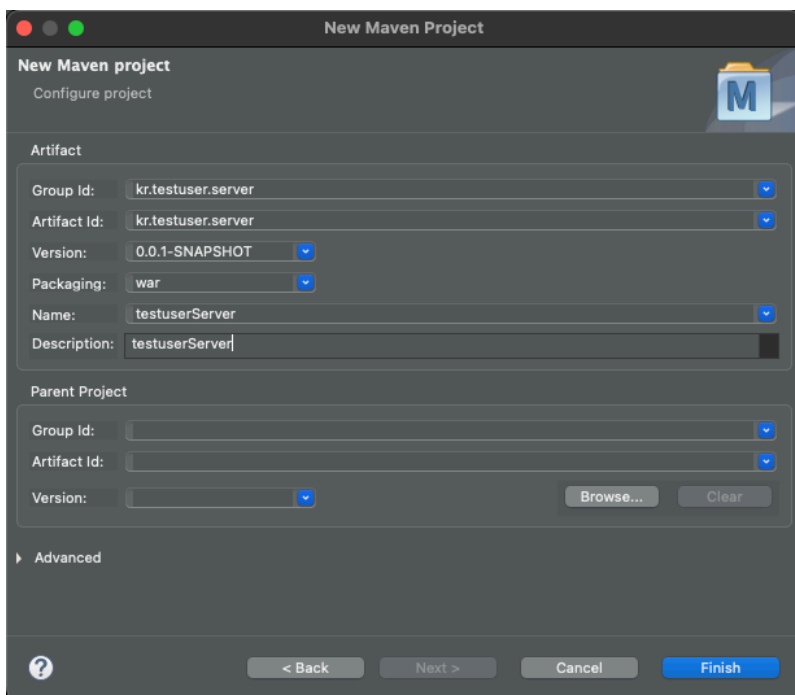 New Maven Project
New Maven project
Configure project
M
Artifact
Group Id: kr.testuser.server
Artifact Id: kr.testuser.server
Version: 0.0.1-SNAPSHOT
Packaging: war
Name: testuserServer
Description: testuserServer
Parent Project
Group Id:
Artifact Id:
Version: Browse... Clear
Advanced
? < Back Next > Cancel Finish